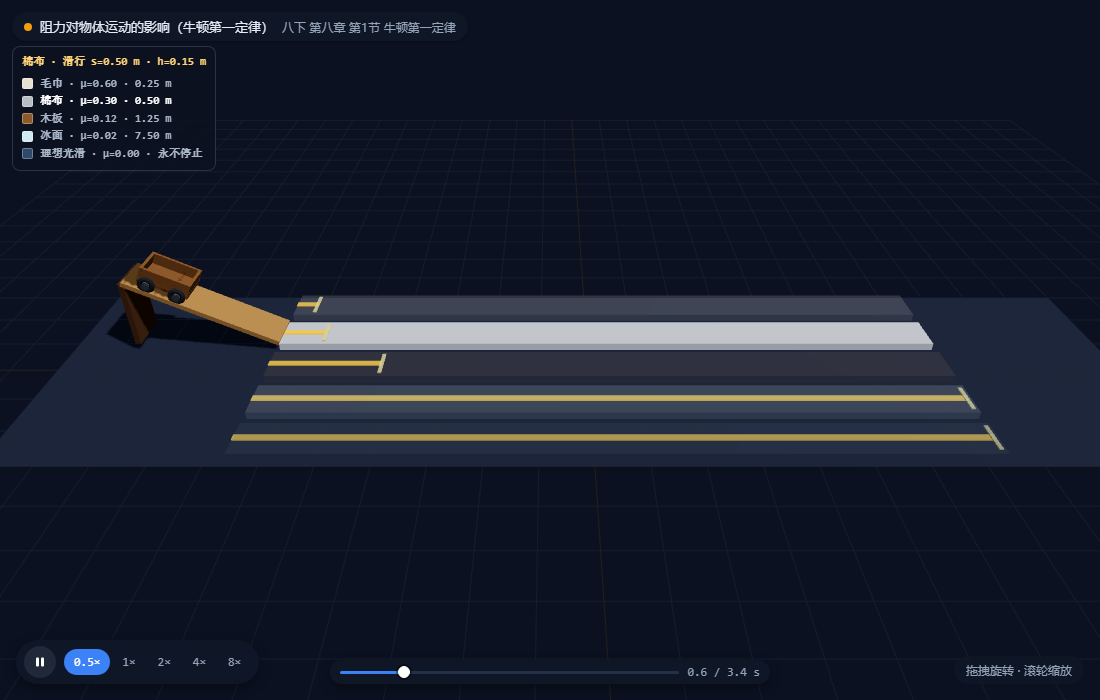 阻力对物体运动的影响（牛顿第一定律） 八下 第八章 第1节 牛顿第一定律
棉布 · 滑行 s=0.50 m · h=0.15 m
毛巾 · μ=0.60 · 0.25 m
棉布 · μ=0.30 · 0.50 m
木板 · μ=0.12 · 1.25 m
冰面 · μ=0.02 · 7.50 m
理想光滑 · μ=0.00 · 永不停止
0.5× 1× 2× 4× 8×
0.6 / 3.4 s
拖拽旋转 · 滚轮缩放